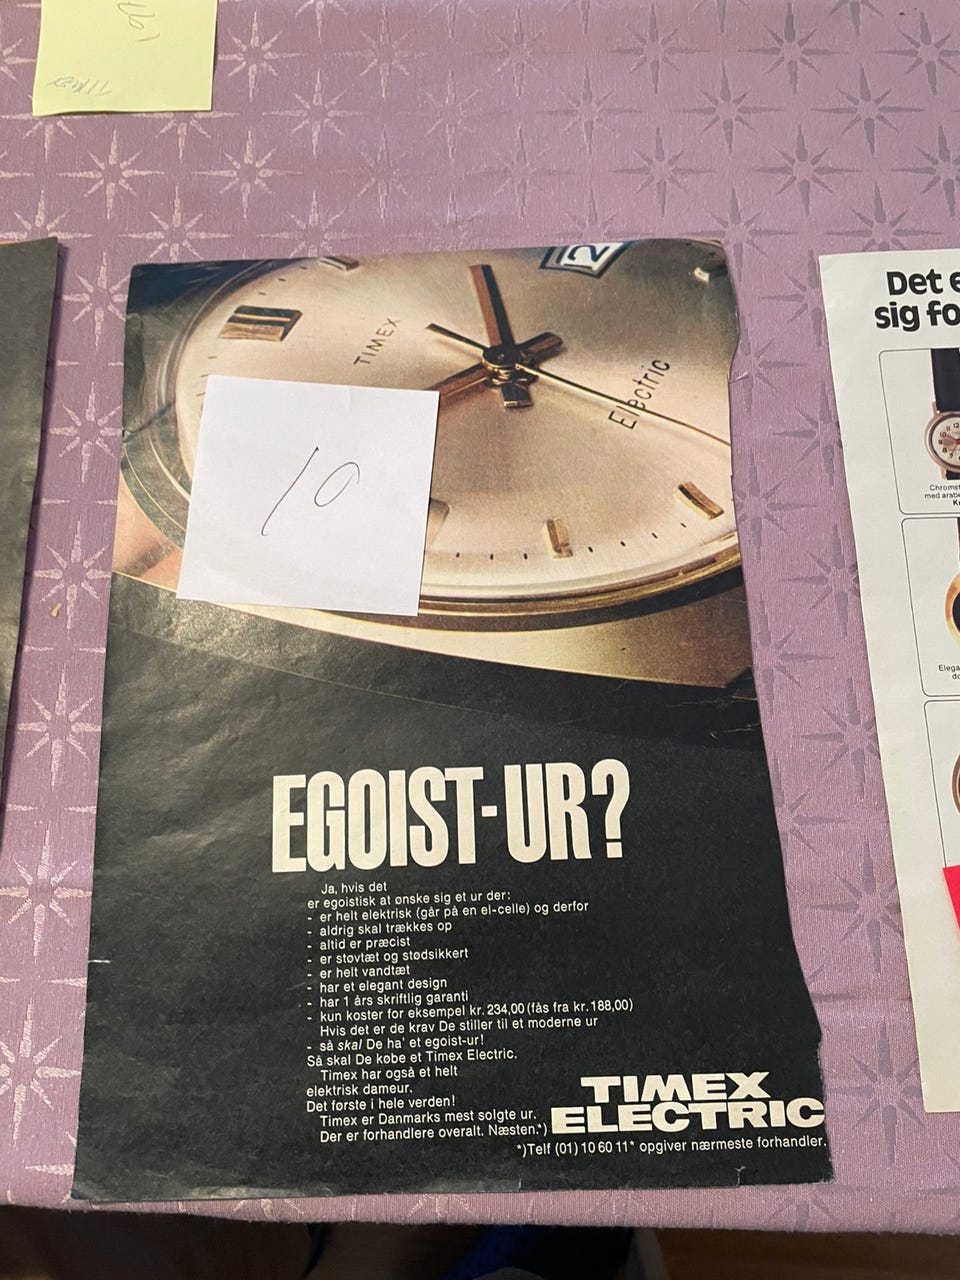 TIMEX
Electric
10
EGOIST-UR?
Ja, hvis det
er egoistisk at ønske sig et ur der:
- er helt elektrisk (går på en el-celle) og derfor
- aldrig skal trækkes op
- altid er præcist
- er støvtæt og stødsikkert
- er helt vandtæt
- har et elegant design
- har 1 års skriftlig garanti
- kun koster for eksempel kr. 234,00 (fås fra kr. 188,00)
Hvis det er de krav De stiller til et moderne ur
- så skal De ha' et egoist-ur!
Så skal De købe et Timex Electric.
Timex har også et helt
elektrisk dameur.
Det første i hele verden!
Timex er Danmarks mest solgte ur.
Der er forhandlere overalt. Næsten.*)
TIMEX
ELECTRIC
*)Telf (01) 10 60 11* opgiver nærmeste forhandler.
Det e
sig fo
Chromst
med arabe
K
Elega
do